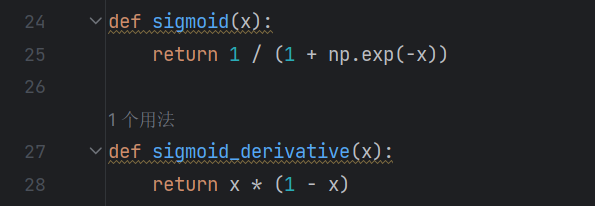 24 def sigmoid(x):
25 return 1 / (1 + np.exp(-x))
26
1 个用法
27 def sigmoid_derivative(x):
28 return x * (1 - x)